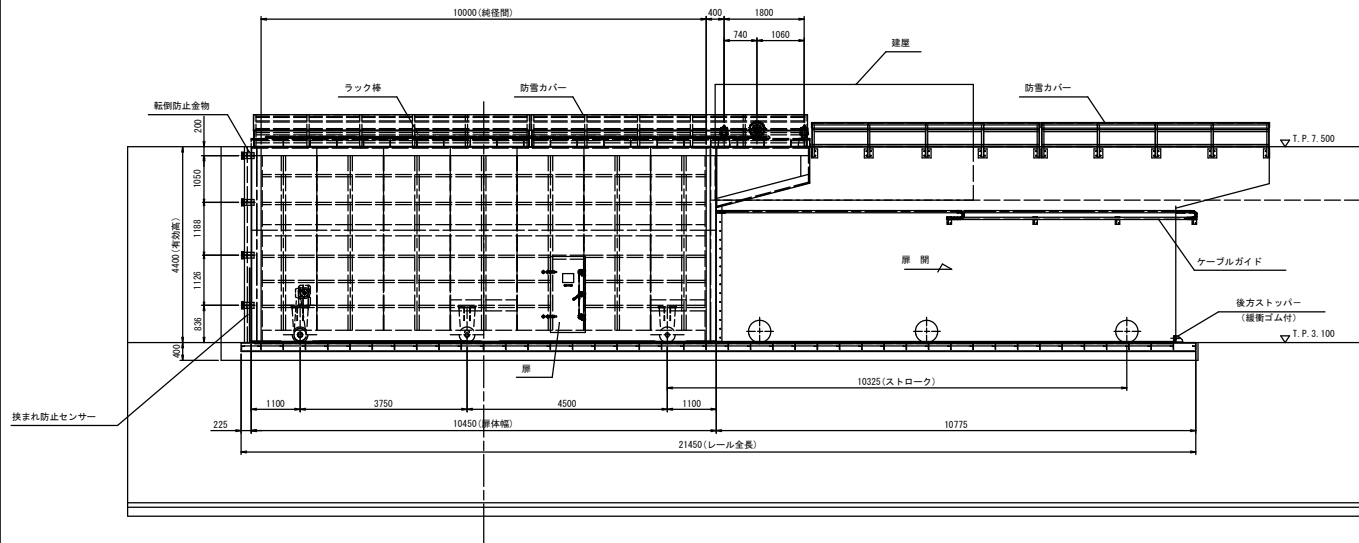 10000(純径間)
400
1800
740
1060
建屋
ラック棒
防雪カバー
防雪カバー
転倒防止金物
200
T.P.7.500
1050
1188
4400(有効高)
1126
836
400
扉 開
ケーブルガイド
後方ストッパー
(緩衝ゴム付)
T.P.3.100
扉
10325(ストローク)
挟まれ防止センサー
1100
3750
4500
1100
225
10450(扉体幅)
10775
21450(レール全長)